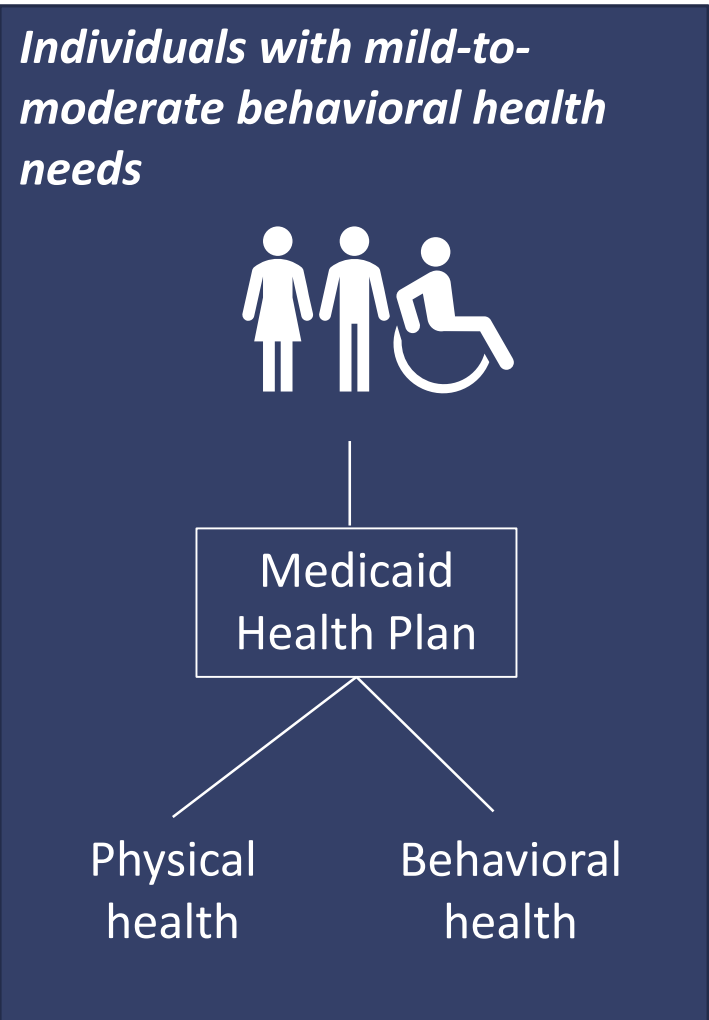 Individuals with mild-to-
moderate behavioral health
needs
Medicaid
Health Plan
Physical
health
Behavioral
health